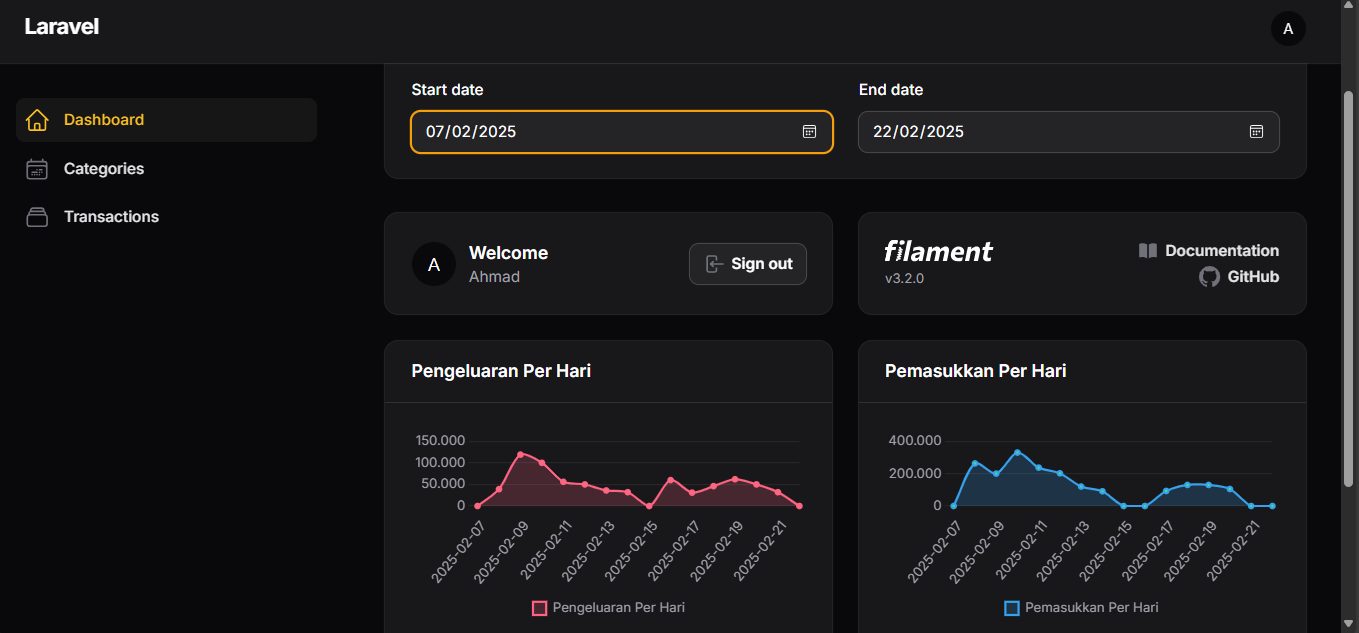 Laravel
A
Dashboard
Categories
Transactions
Start date
07/02/2025
End date
22/02/2025
A
Welcome
Ahmad
Sign out
filament
v3.2.0
Documentation
GitHub
Pengeluaran Per Hari
150.000
100.000
50.000
0
2025-02-07
2025-02-09
2025-02-11
2025-02-13
2025-02-15
2025-02-17
2025-02-19
2025-02-21
Pengeluaran Per Hari
Pemasukkan Per Hari
400.000
200.000
0
2025-02-07
2025-02-09
2025-02-11
2025-02-13
2025-02-15
2025-02-17
2025-02-19
2025-02-21
Pemasukkan Per Hari